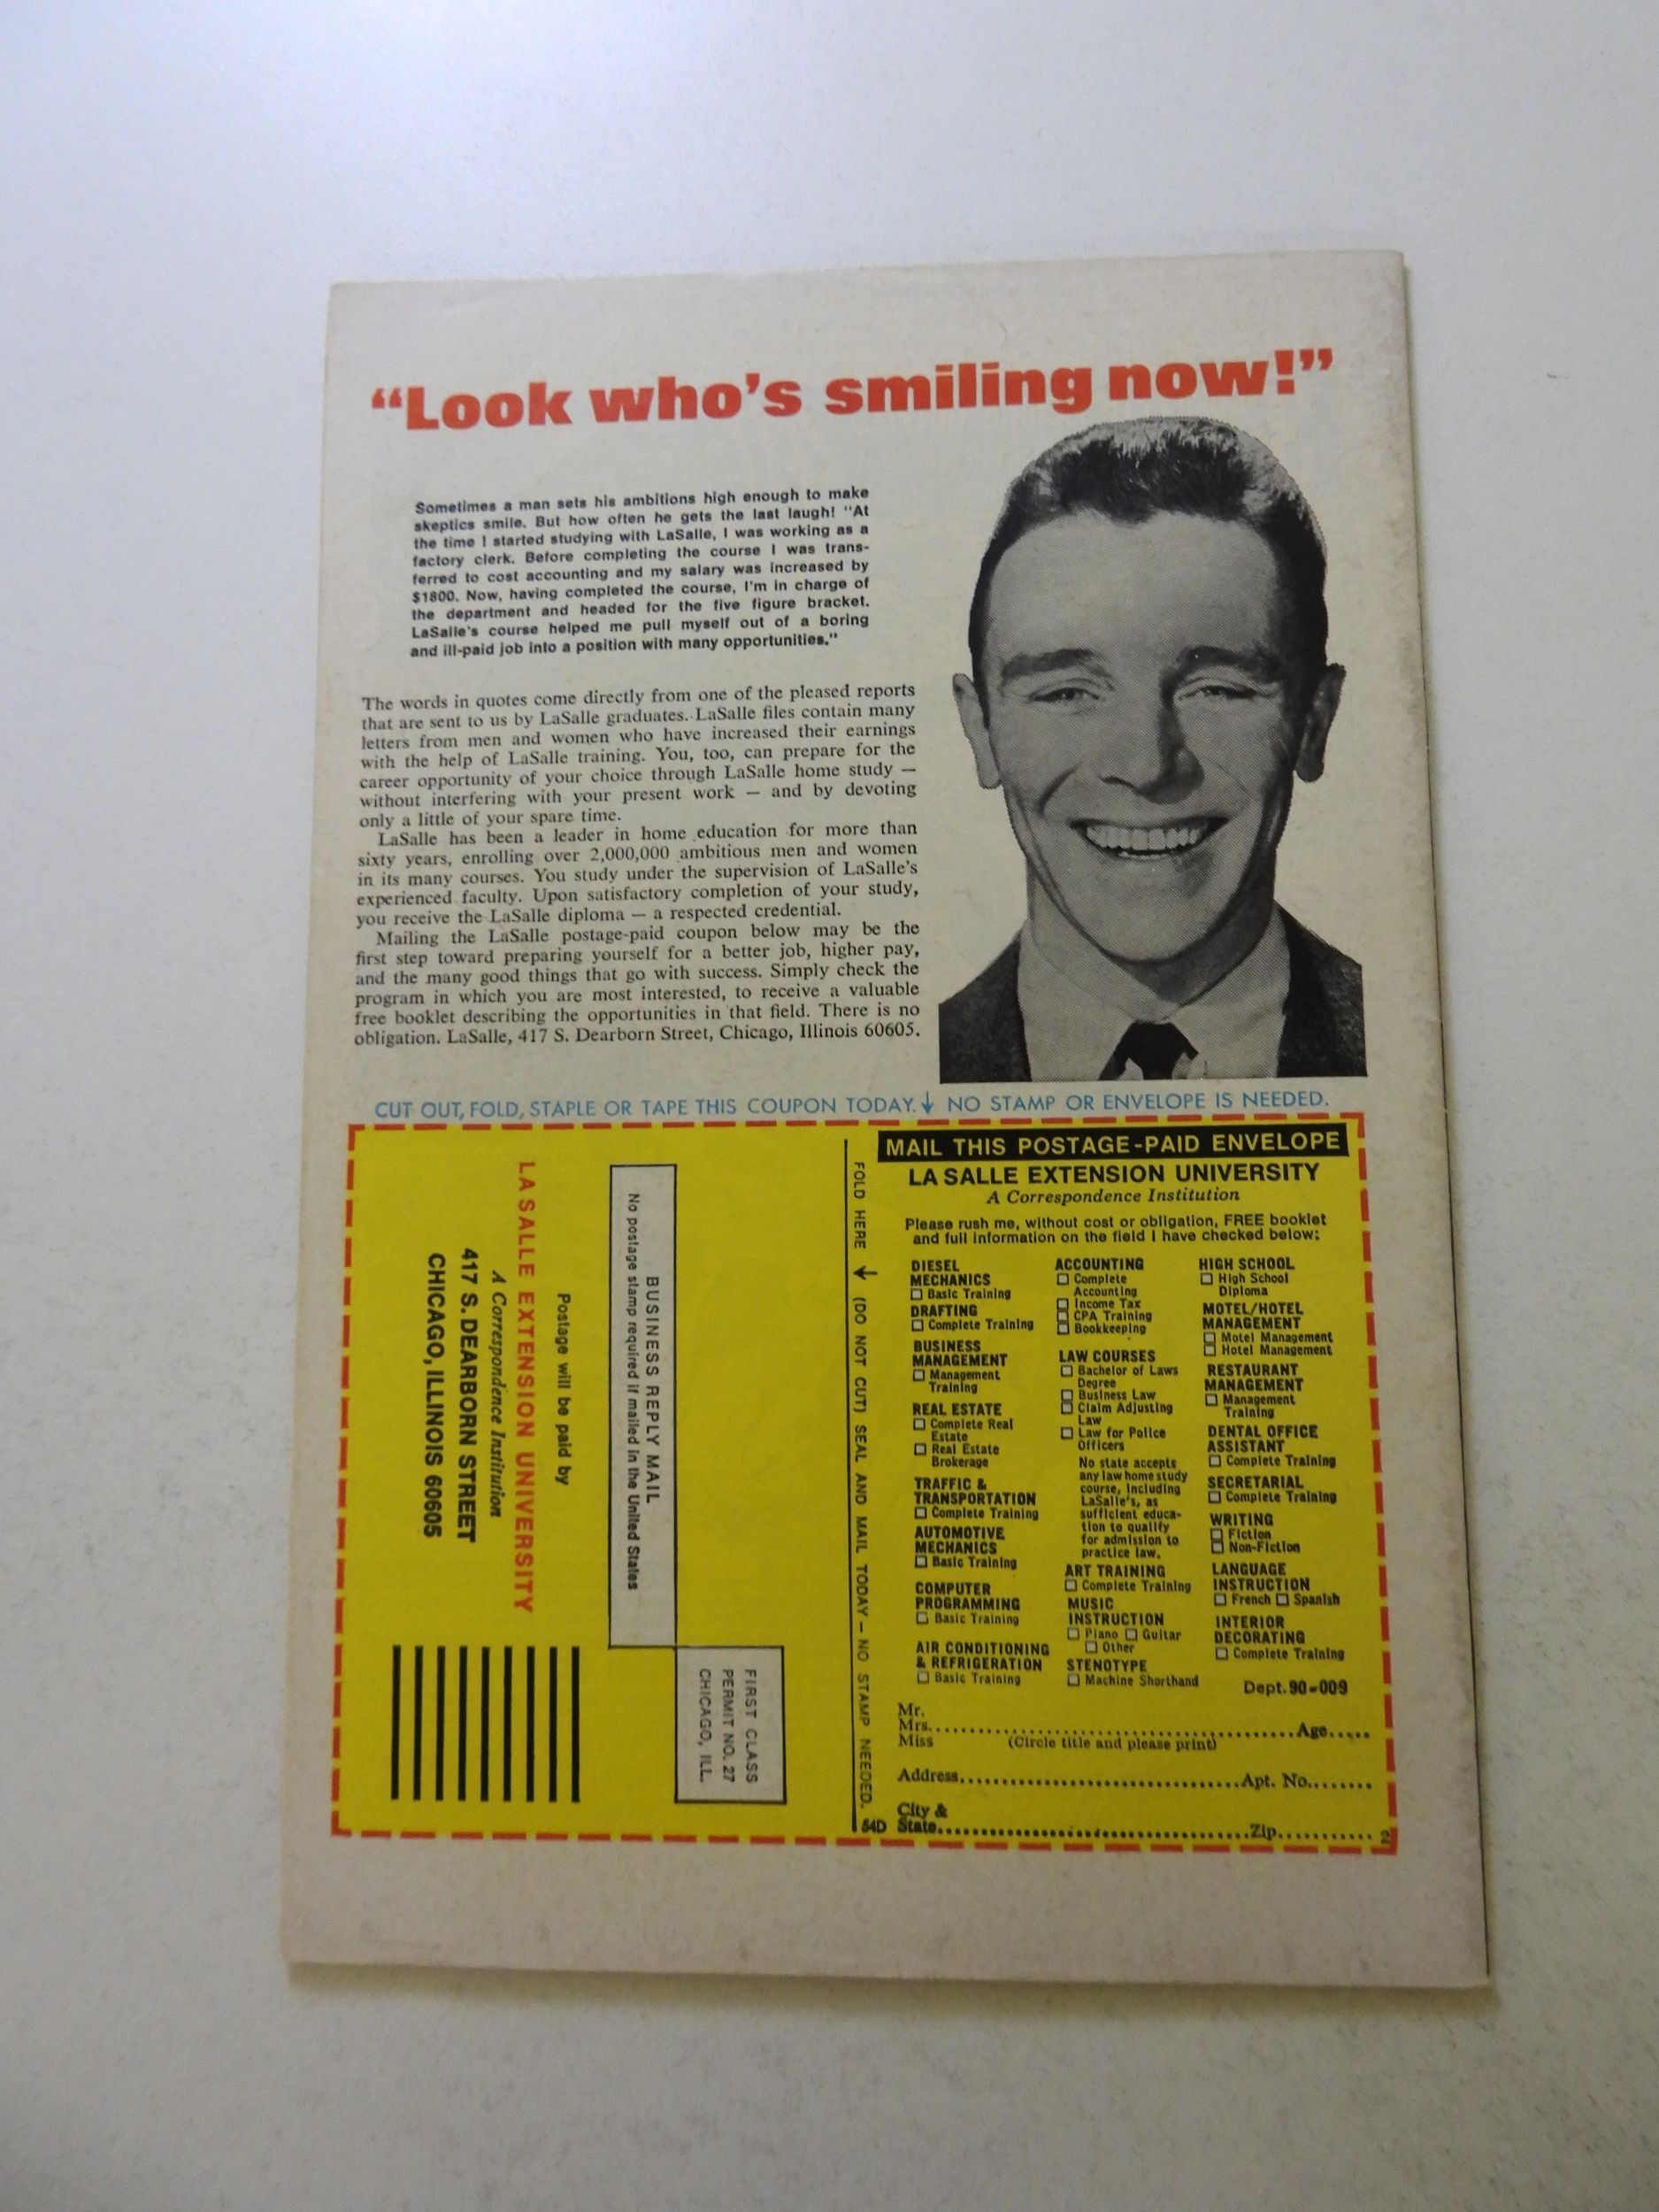 “Look who’s smiling now!”
Sometimes a man sets his ambitions high enough to make
skeptics smile. But how often he gets the last laugh! "At
the time I started studying with LaSalle, I was working as a
factory clerk. Before completing the course I was trans-
ferred to cost accounting and my salary was increased by
$1800. Now, having completed the course, I'm in charge of
the department and headed for the five figure bracket.
LaSalle's course helped me pull myself out of a boring
and ill-paid job into a position with many opportunities."
The words in quotes come directly from one of the pleased reports
that are sent to us by LaSalle graduates. LaSalle files contain many
letters from men and women who have increased their earnings
with the help of LaSalle training. You, too, can prepare for the
career opportunity of your choice through LaSalle home study —
without interfering with your present work — and by devoting
only a little of your spare time.
LaSalle has been a leader in home education for more than
sixty years, enrolling over 2,000,000 ambitious men and women
in its many courses. You study under the supervision of LaSalle's
experienced faculty. Upon satisfactory completion of your study,
you receive the LaSalle diploma — a respected credential.
Mailing the LaSalle postage-paid coupon below may be the
first step toward preparing yourself for a better job, higher pay,
and the many good things that go with success. Simply check the
program in which you are most interested, to receive a valuable
free booklet describing the opportunities in that field. There is no
obligation. LaSalle, 417 S. Dearborn Street, Chicago, Illinois 60605.
CUT OUT, FOLD, STAPLE OR TAPE THIS COUPON TODAY. ↓ NO STAMP OR ENVELOPE IS NEEDED.
FIRST CLASS
PERMIT NO. 27
CHICAGO, ILL.
BUSINESS REPLY MAIL
No postage stamp required if mailed in the United States
Postage will be paid by
LA SALLE EXTENSION UNIVERSITY
A Correspondence Institution
417 S. DEARBORN STREET
CHICAGO, ILLINOIS 60605
FOLD HERE ↓ (DO NOT CUT) SEAL AND MAIL TODAY — NO STAMP NEEDED.
54D
MAIL THIS POSTAGE-PAID ENVELOPE
LA SALLE EXTENSION UNIVERSITY
A Correspondence Institution
Please rush me, without cost or obligation, FREE booklet
and full information on the field I have checked below:
DIESEL
MECHANICS
☐ Basic Training
DRAFTING
☐ Complete Training
BUSINESS
MANAGEMENT
☐ Management
Training
REAL ESTATE
☐ Complete Real
Estate
☐ Real Estate
Brokerage
TRAFFIC &
TRANSPORTATION
☐ Complete Training
AUTOMOTIVE
MECHANICS
☐ Basic Training
COMPUTER
PROGRAMMING
☐ Basic Training
AIR CONDITIONING
& REFRIGERATION
☐ Basic Training
ACCOUNTING
☐ Complete
Accounting
☐ Income Tax
☐ CPA Training
☐ Bookkeeping
LAW COURSES
☐ Bachelor of Laws
Degree
☐ Business Law
☐ Claim Adjusting
Law
☐ Law for Police
Officers
No state accepts
any law home study
course, including
LaSalle's, as
sufficient educa-
tion to qualify
for admission to
practice law.
ART TRAINING
☐ Complete Training
MUSIC
INSTRUCTION
☐ Piano ☐ Guitar
☐ Other
STENOTYPE
☐ Machine Shorthand
HIGH SCHOOL
☐ High School
Diploma
MOTEL/HOTEL
MANAGEMENT
☐ Motel Management
☐ Hotel Management
RESTAURANT
MANAGEMENT
☐ Management
Training
DENTAL OFFICE
ASSISTANT
☐ Complete Training
SECRETARIAL
☐ Complete Training
WRITING
☐ Fiction
☐ Non-Fiction
LANGUAGE
INSTRUCTION
☐ French ☐ Spanish
INTERIOR
DECORATING
☐ Complete Training
Dept. 90-009
Mr.
Mrs. Age
Miss (Circle title and please print)
Address Apt. No.
City &
State Zip 2